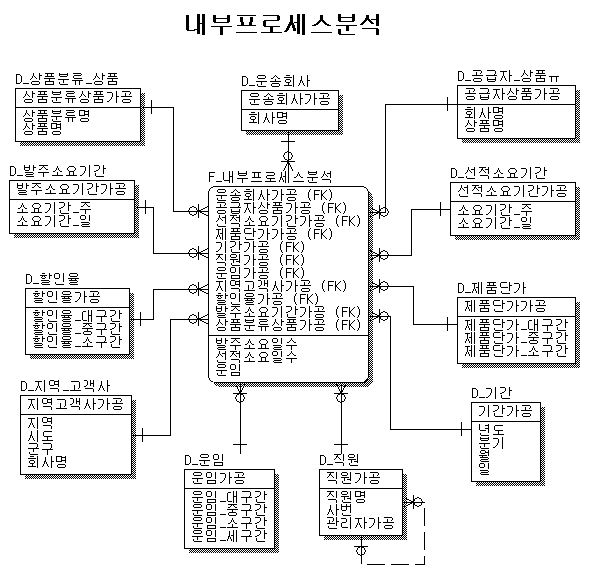 내부프로세스분석
D_상품분류_상품
상품분류상품가공
상품분류명
상품명
D_운송회사
운송회사가공
회사명
D_공급자_상품ㅠ
공급자상품가공
회사명
상품명
D_발주소요기간
발주소요기간가공
소요기간_주
소요기간_일
F_내부프로세스분석
운송회사가공 (FK)
공급자상품가공 (FK)
선적소요기간가공 (FK)
제품단가가공 (FK)
기간가공 (FK)
직원가공 (FK)
운임가공 (FK)
지역고객사가공 (FK)
할인율가공 (FK)
발주소요기간가공 (FK)
상품분류상품가공 (FK)
발주소요일수
선적소요일수
운임
D_선적소요기간
선적소요기간가공
소요기간_주
소요기간_일
D_할인율
할인율가공
할인율_대구간
할인율_중구간
할인율_소구간
D_제품단가
제품단가가공
제품단가_대구간
제품단가_중구간
제품단가_소구간
D_지역_고객사
지역고객사가공
지역
시도
군구
회사명
D_기간
기간가공
년도
분기
월
일
D_운임
운임가공
운임_대구간
운임_중구간
운임_소구간
운임_세구간
D_직원
직원가공
직원명
사번
관리자가공